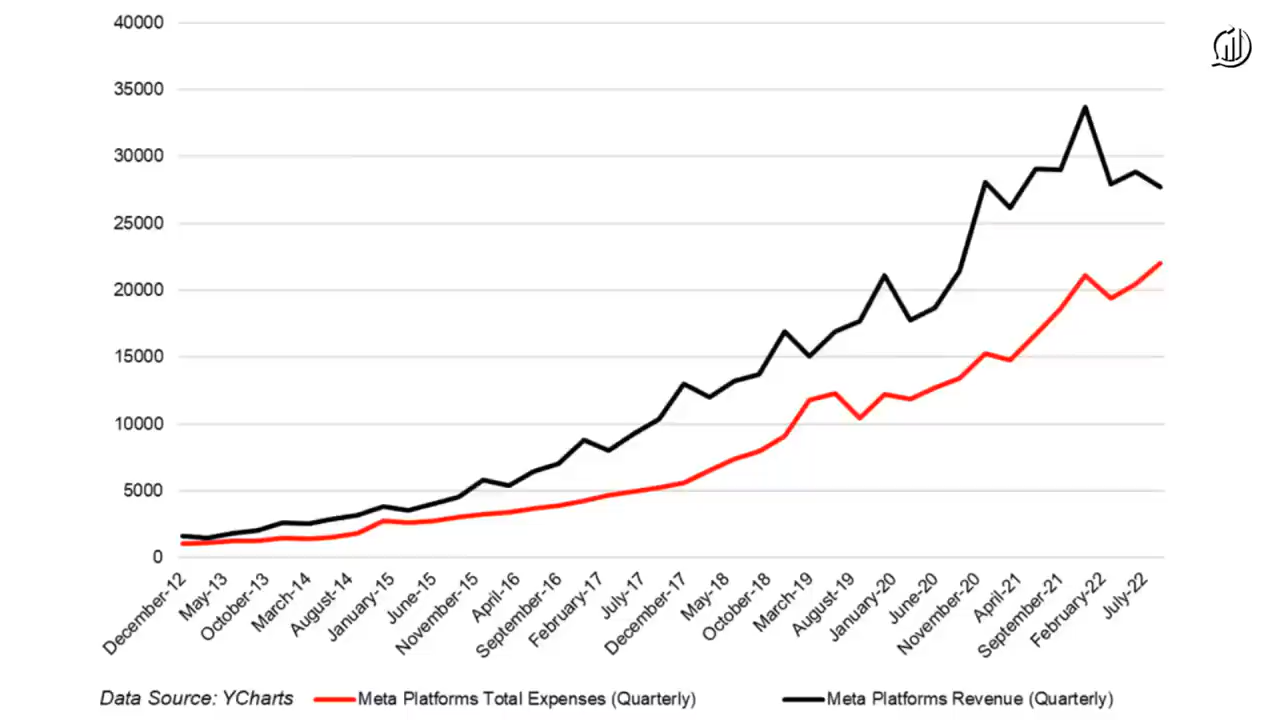 40000
35000
30000
25000
20000
15000
10000
5000
0
December-12
May-13
October-13
March-14
August-14
January-15
June-15
November-15
April-16
September-16
February-17
July-17
December-17
May-18
October-18
March-19
August-19
January-20
June-20
November-20
April-21
September-21
February-22
July-22
Data Source: YCharts Meta Platforms Total Expenses (Quarterly) Meta Platforms Revenue (Quarterly)